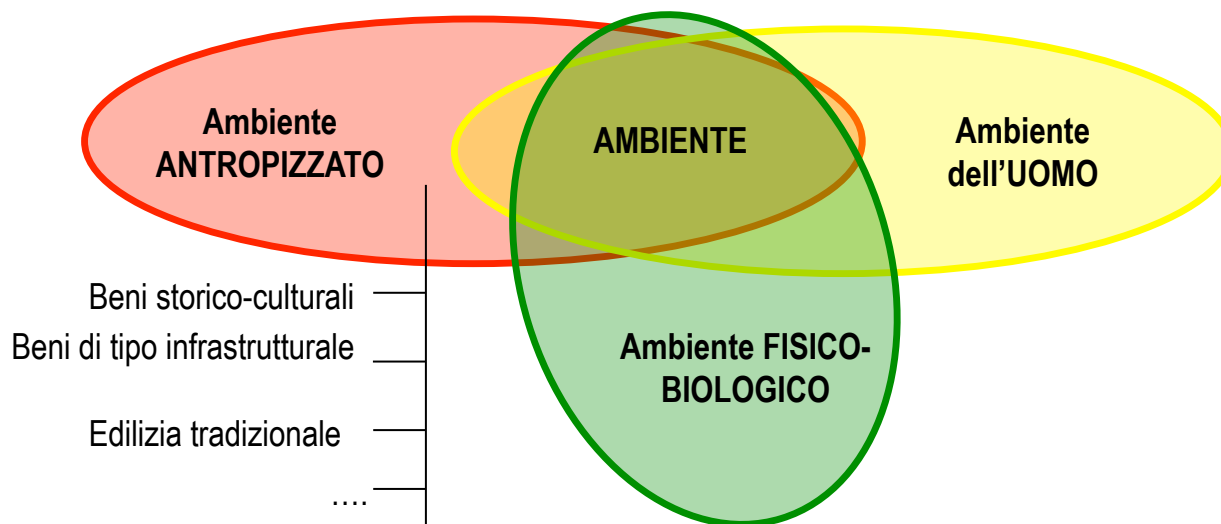 Ambiente
ANTROPIZZATO
AMBIENTE
Ambiente
dell’UOMO
Beni storico-culturali
Beni di tipo infrastrutturale
Edilizia tradizionale
….
Ambiente FISICO-
BIOLOGICO